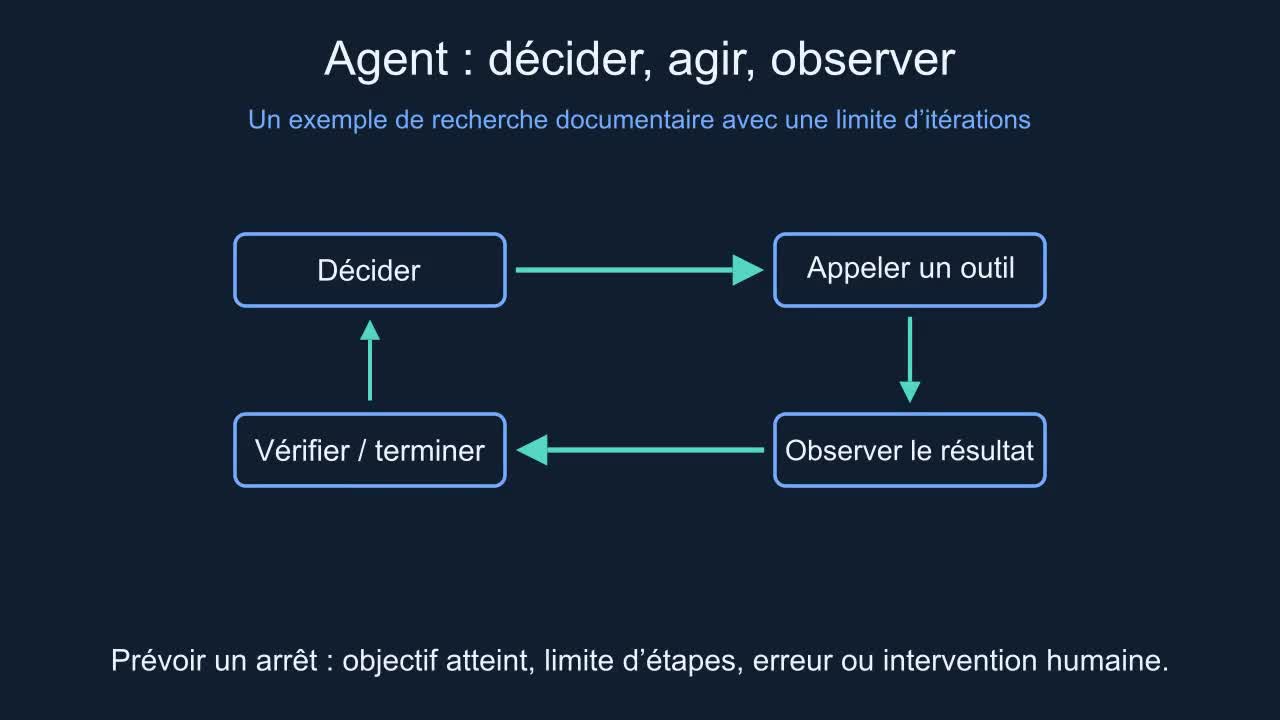 Agent : décider, agir, observer
Un exemple de recherche documentaire avec une limite d’itérations
Décider
Appeler un outil
Vérifier / terminer
Observer le résultat
Prévoir un arrêt : objectif atteint, limite d’étapes, erreur ou intervention humaine.